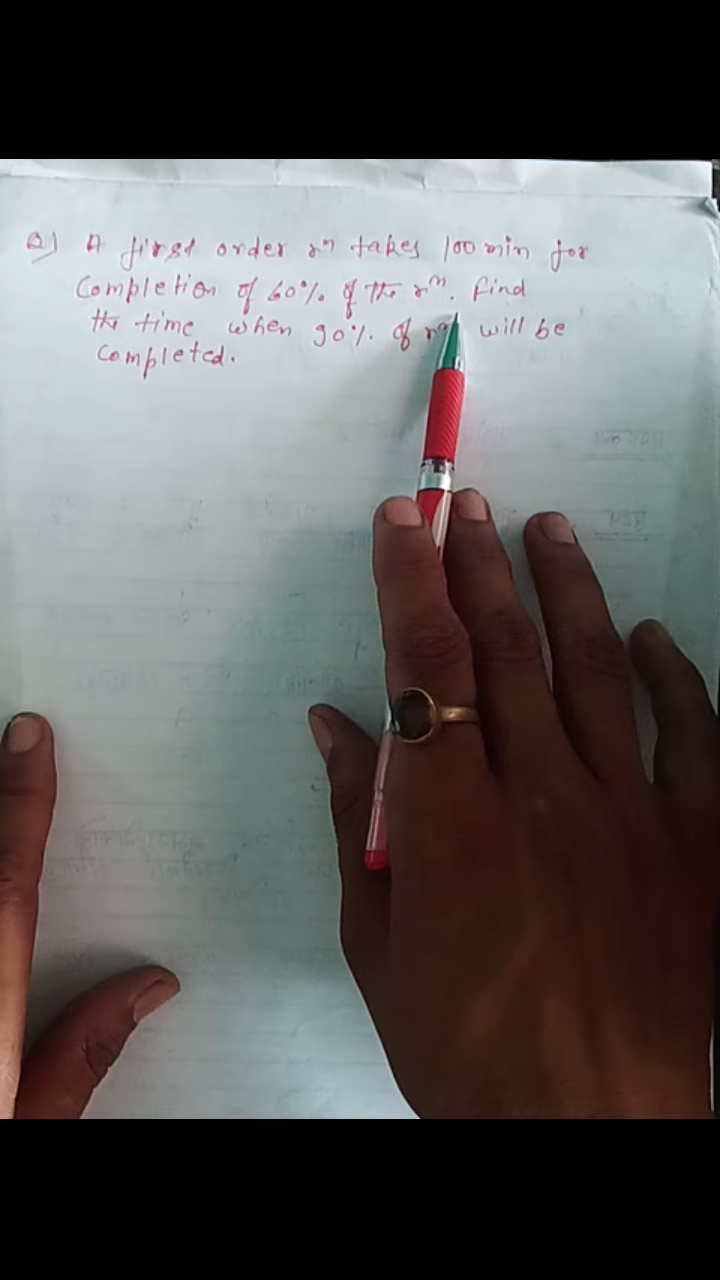 Q) A first order rⁿ takes 100 min for
Completion of 60% of the rⁿ. Find
the time when 90% of rⁿ will be
Completed.